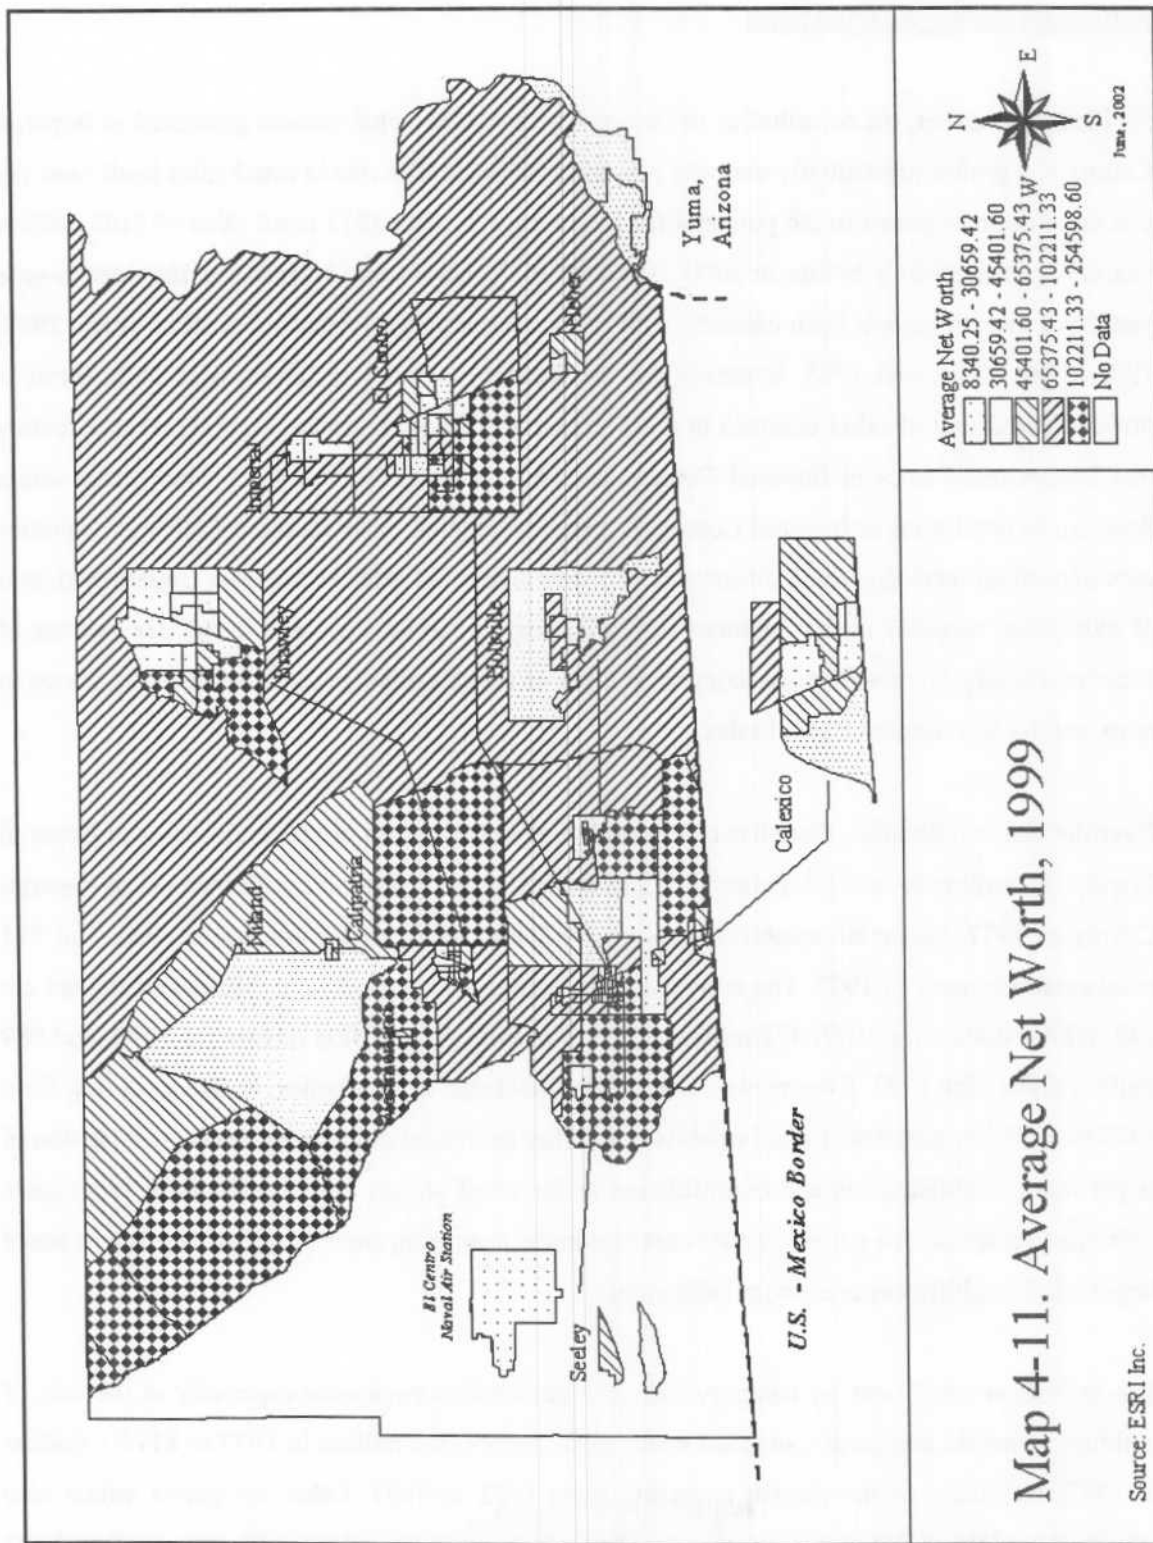 Niland
Calipatria
Westmorland
Brawley
Imperial
El Centro
Holtville
Heber
El Centro
Naval Air Station
Seeley
Calexico
Yuma,
Arizona
U.S. - Mexico Border
Map 4-11. Average Net Worth, 1999
Source: ESRI Inc.
Average Net Worth
8340.25 - 30659.42
30659.42 - 45401.60
45401.60 - 65375.43
65375.43 - 102211.33
102211.33 - 254598.60
No Data
N
W
E
S
June, 2002